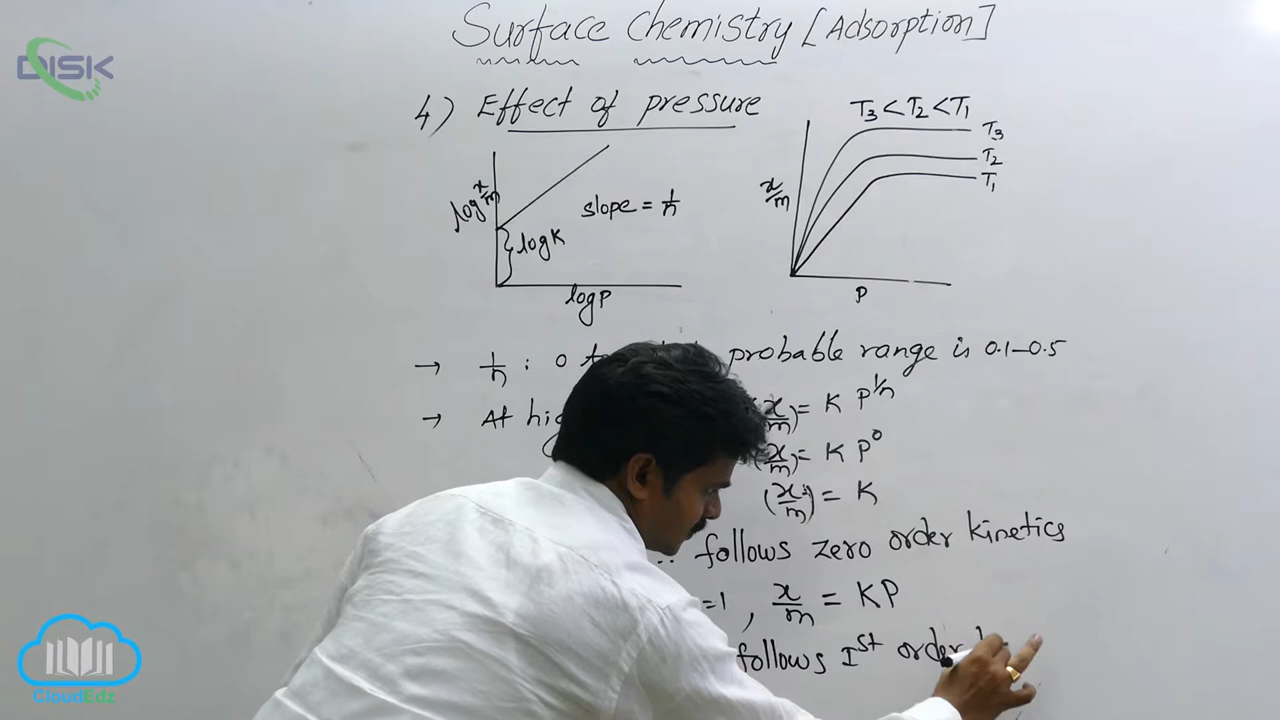 DISK
Surface Chemistry [Adsorption]
4) Effect of pressure
log x/m
slope = 1/n
log K
log P
T₃ < T₂ < T₁
T₃
T₂
T₁
x/m
P
→ 1/n : 0 probable range is 0.1–0.5
→ At (x/m) = K P^1/n
(x/m) = K P⁰
(x/m) = K
follows zero order kinetics
=1, x/m = KP
follows Iˢᵗ order
CloudEdz